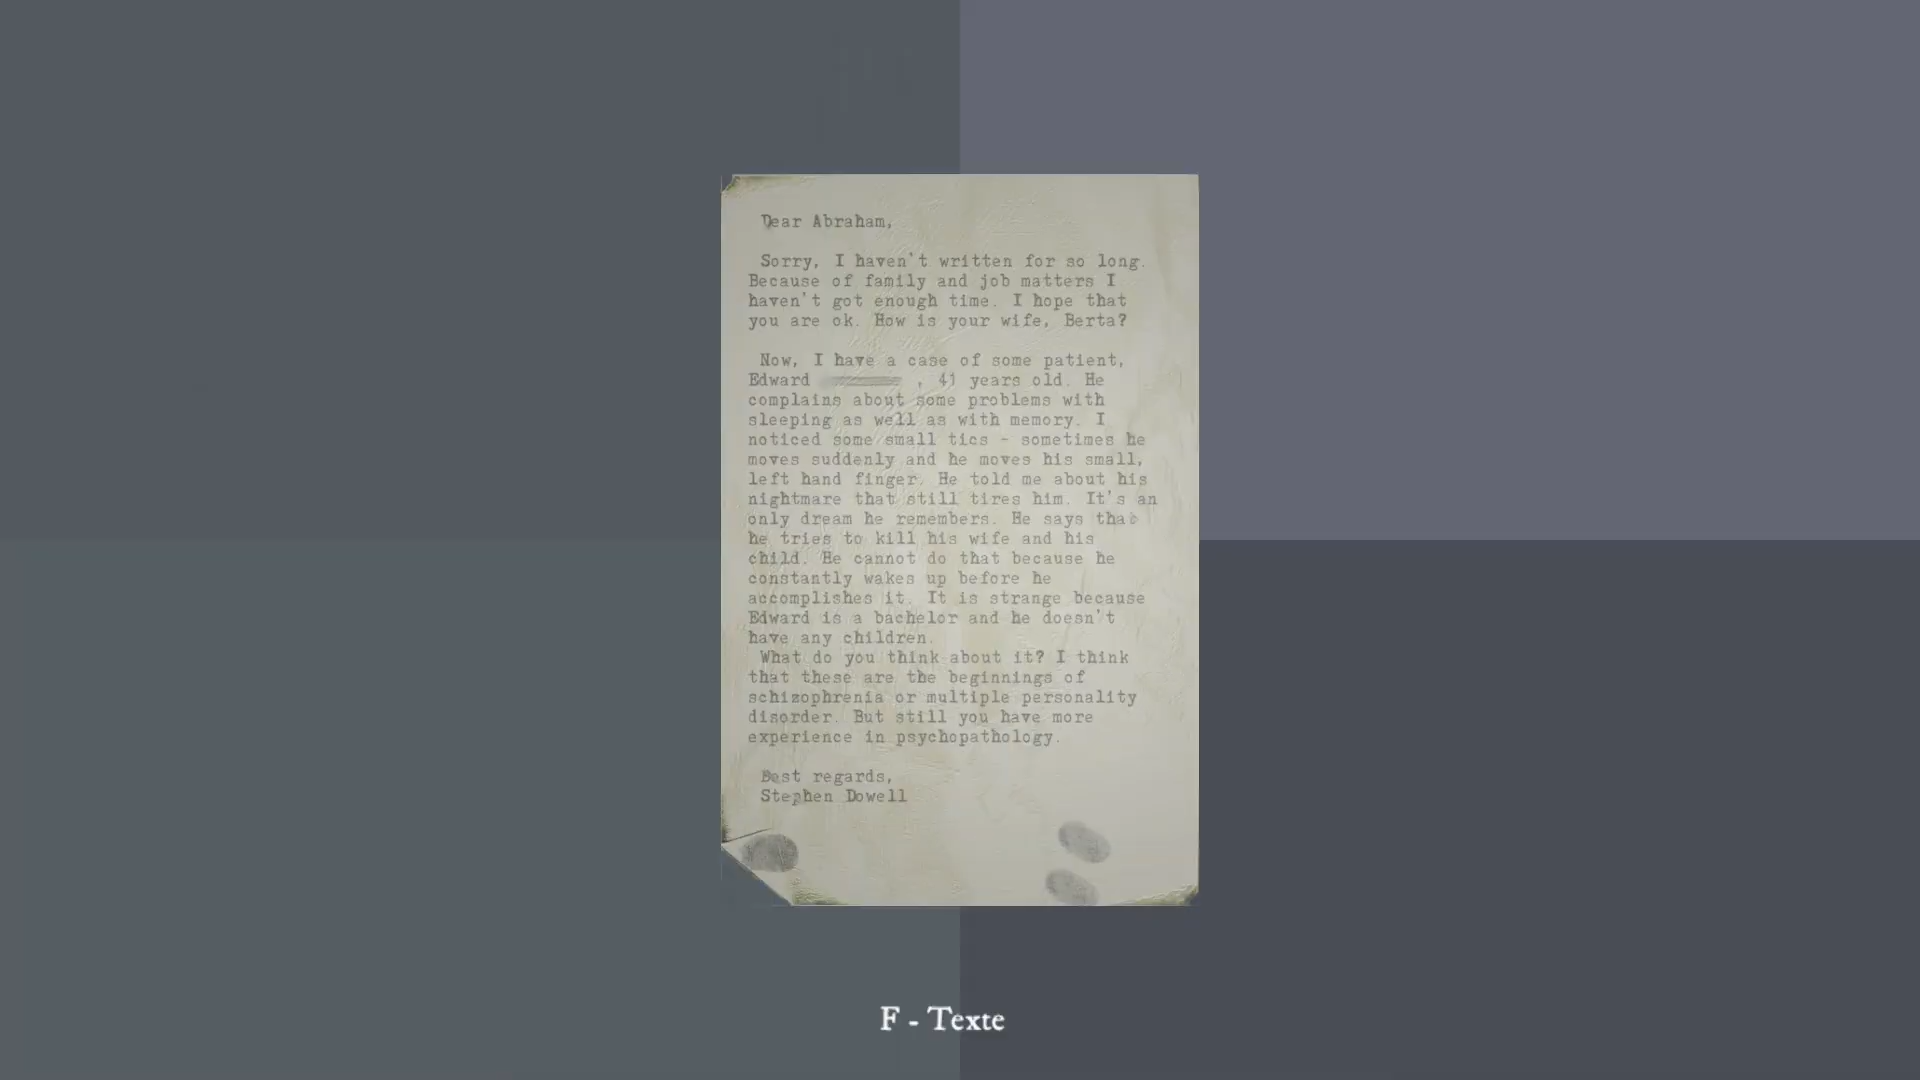 Dear Abraham,
Sorry, I haven't written for so long.
Because of family and job matters I
haven't got enough time. I hope that
you are ok. How is your wife, Berta?
Now, I have a case of some patient,
Edward , 41 years old. He
complains about some problems with
sleeping as well as with memory. I
noticed some small tics - sometimes he
moves suddenly and he moves his small,
left hand finger. He told me about his
nightmare that still tires him. It's an
only dream he remembers. He says that
he tries to kill his wife and his
child. He cannot do that because he
constantly wakes up before he
accomplishes it. It is strange because
Edward is a bachelor and he doesn't
have any children.
What do you think about it? I think
that these are the beginnings of
schizophrenia or multiple personality
disorder. But still you have more
experience in psychopathology.
Best regards,
Stephen Dowell
F - Texte